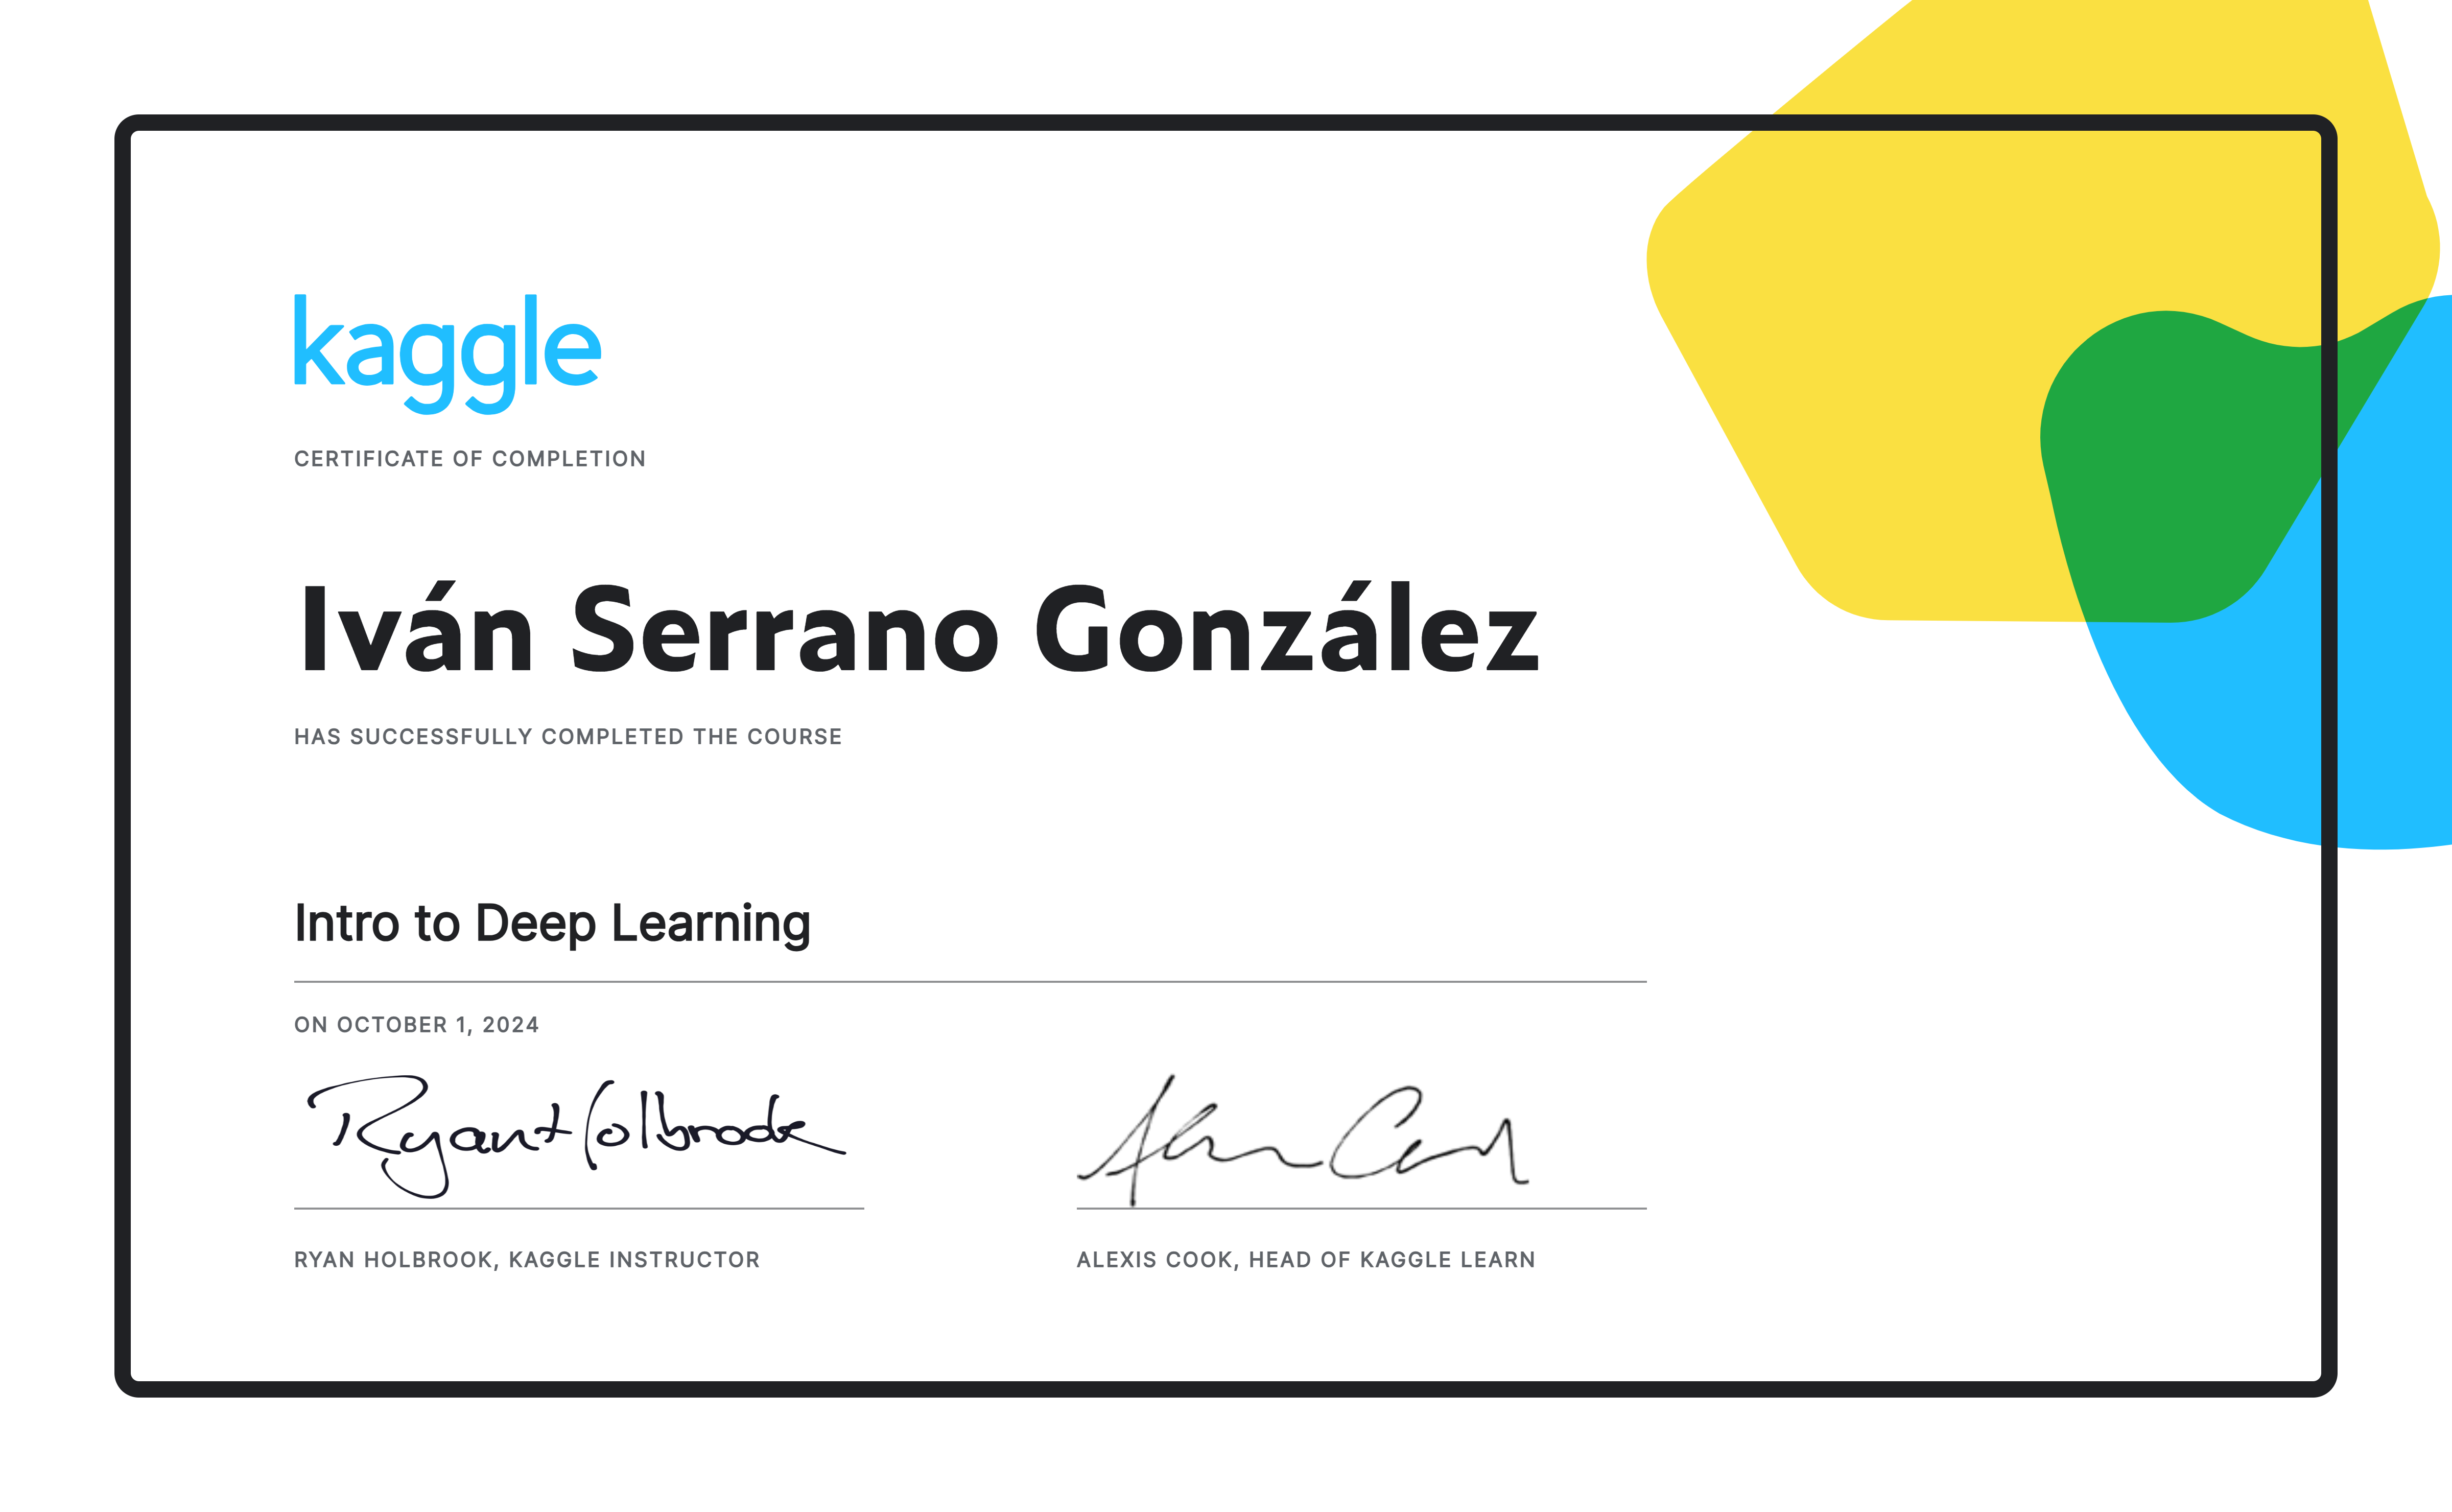 kaggle
CERTIFICATE OF COMPLETION
Iván Serrano González
HAS SUCCESSFULLY COMPLETED THE COURSE
Intro to Deep Learning
ON OCTOBER 1, 2024
Ryan Holbrook
Alexis Cook
RYAN HOLBROOK, KAGGLE INSTRUCTOR
ALEXIS COOK, HEAD OF KAGGLE LEARN